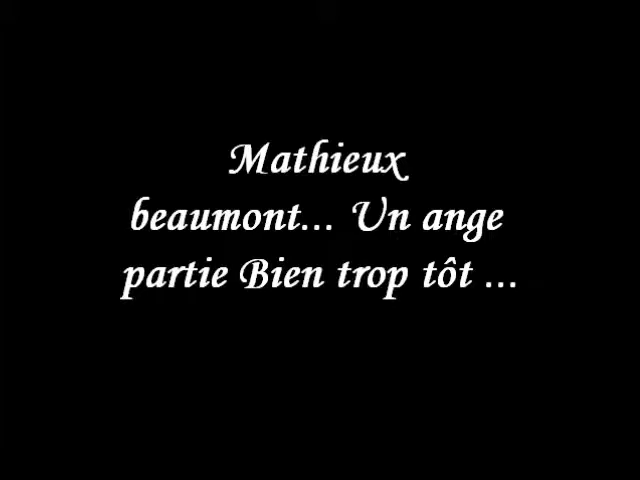 Mathieux
beaumont... Un ange
partie Bien trop tôt ...